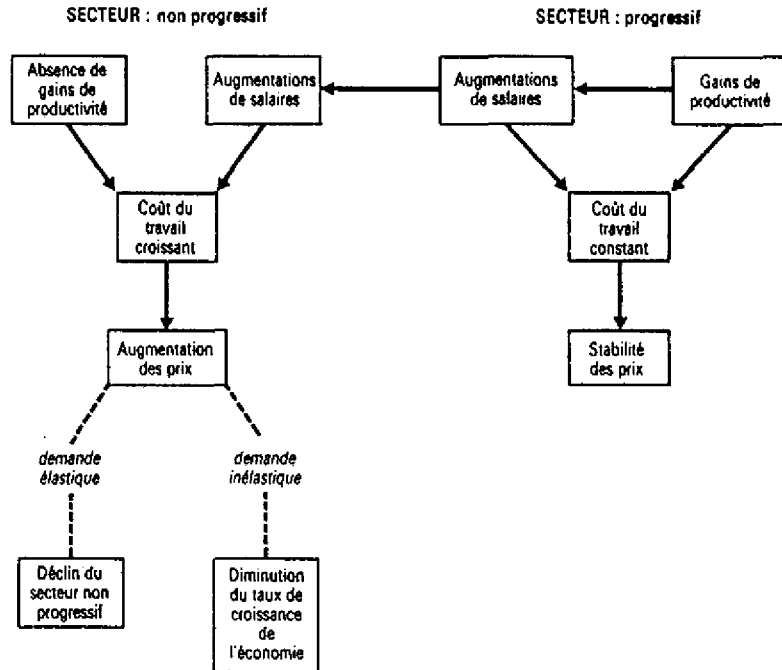 SECTEUR : non progressif
SECTEUR : progressif
Absence de
gains de
productivité
Augmentations
de salaires
Augmentations
de salaires
Gains de
productivité
Coût du
travail
croissant
Coût du
travail
constant
Augmentation
des prix
Stabilité
des prix
demande
élastique
demande
inélastique
Déclin du
secteur non
progressif
Diminution
du taux de
croissance
de
l'économie